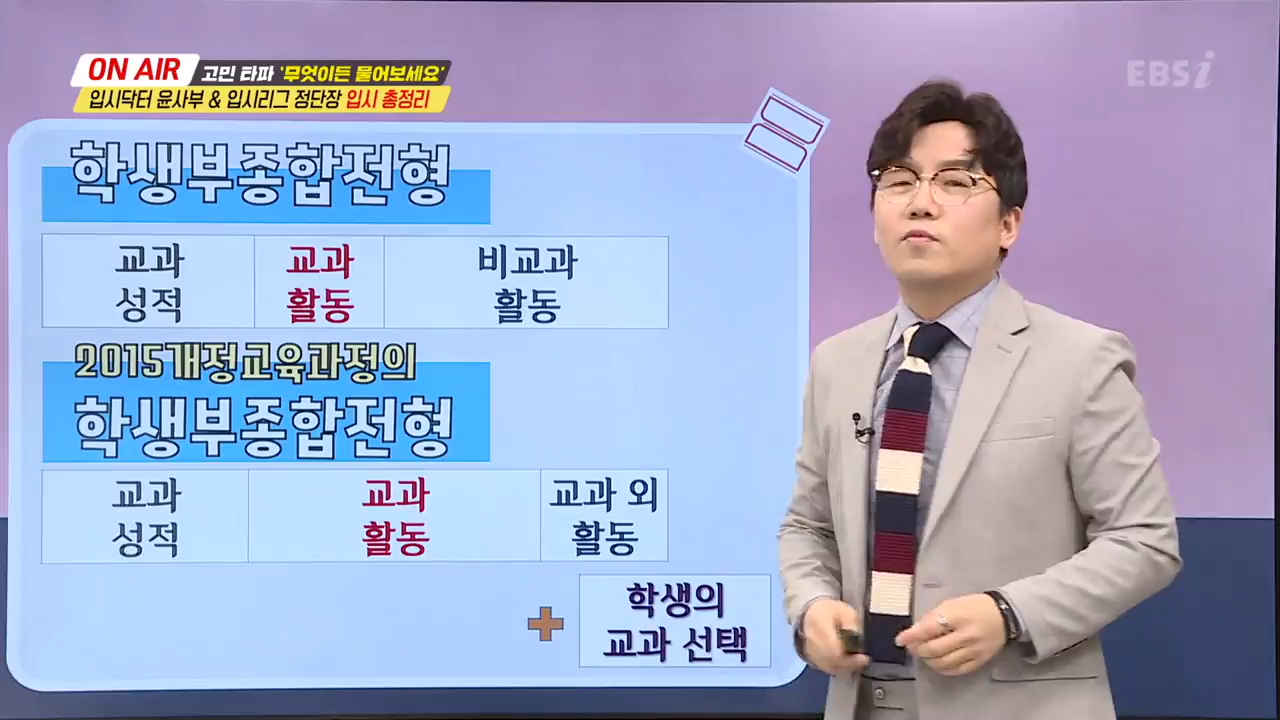 ON AIR
고민 타파 '무엇이든 물어보세요'
입시닥터 윤사부 & 입시리그 정단장 입시 총정리
EBSi
학생부종합전형
교과 성적
교과 활동
비교과 활동
2015개정교육과정의
학생부종합전형
교과 성적
교과 활동
교과 외 활동
+
학생의
교과 선택